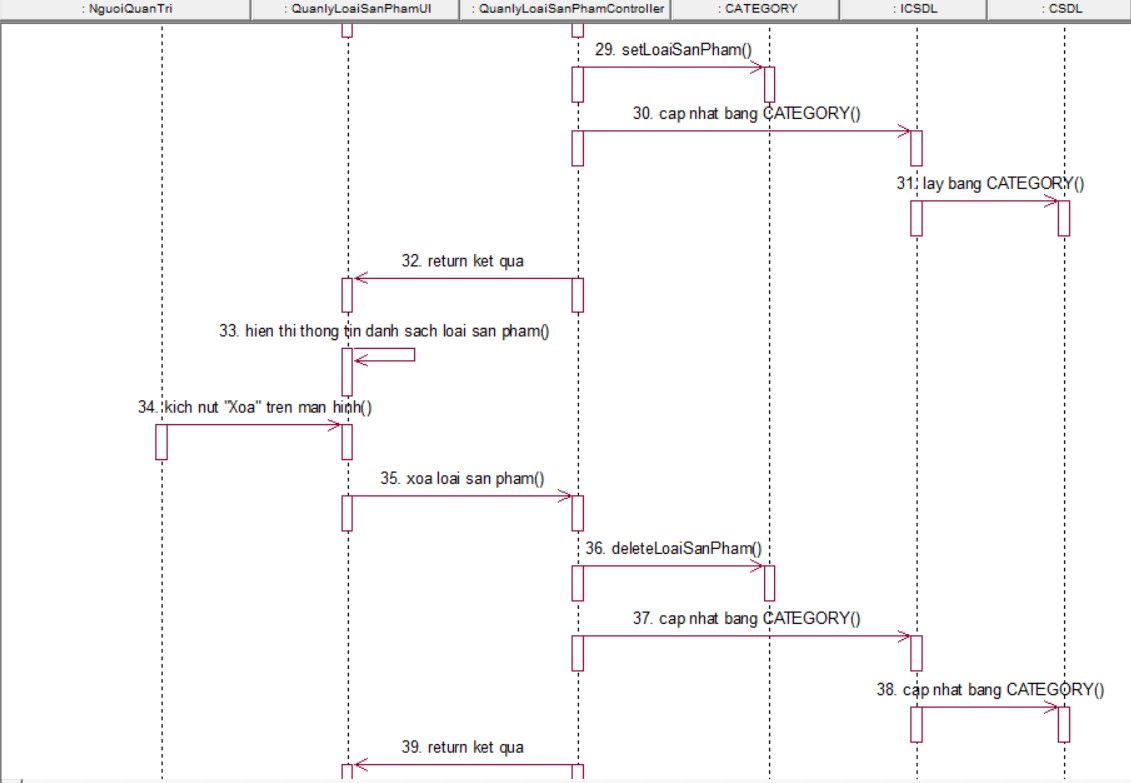 : NguoiQuanTri
: QuanlyLoaiSanPhamUI
: QuanlyLoaiSanPhamController
: CATEGORY
: ICSDL
: CSDL
29. setLoaiSanPham()
30. cap nhat bang CATEGORY()
31. lay bang CATEGORY()
32. return ket qua
33. hien thi thong tin danh sach loai san pham()
34. kich nut "Xoa" tren man hinh()
35. xoa loai san pham()
36. deleteLoaiSanPham()
37. cap nhat bang CATEGORY()
38. cap nhat bang CATEGORY()
39. return ket qua